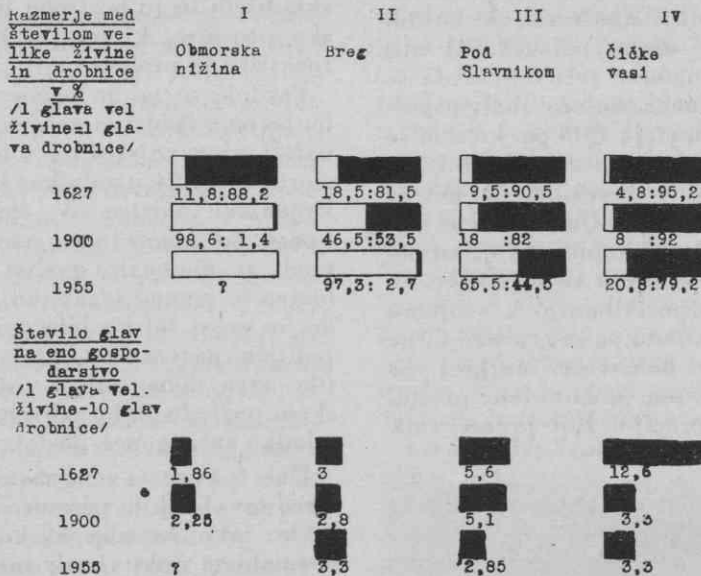 I II III IV
Razmerje med
številom ve-
like živine
in drobnice
v %
/1 glava vel
živine=1 gla-
va drobnice/
Obmorska
nižina
Breg
Pod
Slavnikom
Čiške
vasi
1627 11,8:88,2 18,5:81,5 9,5:90,5 4,8:95,2
1900 98,6: 1,4 46,5:53,5 18 :82 8 :92
1955 ? 97,3: 2,7 65,5:44,5 20,8:79,2
Število glav
na eno gospo-
darstvo
/1 glava vel.
živine-10 glav
drobnice/
1627 1,86 3 5,6 12,6
1900 2,25 2,8 5,1 3,3
1955 ? 3,3 2,85 3,3